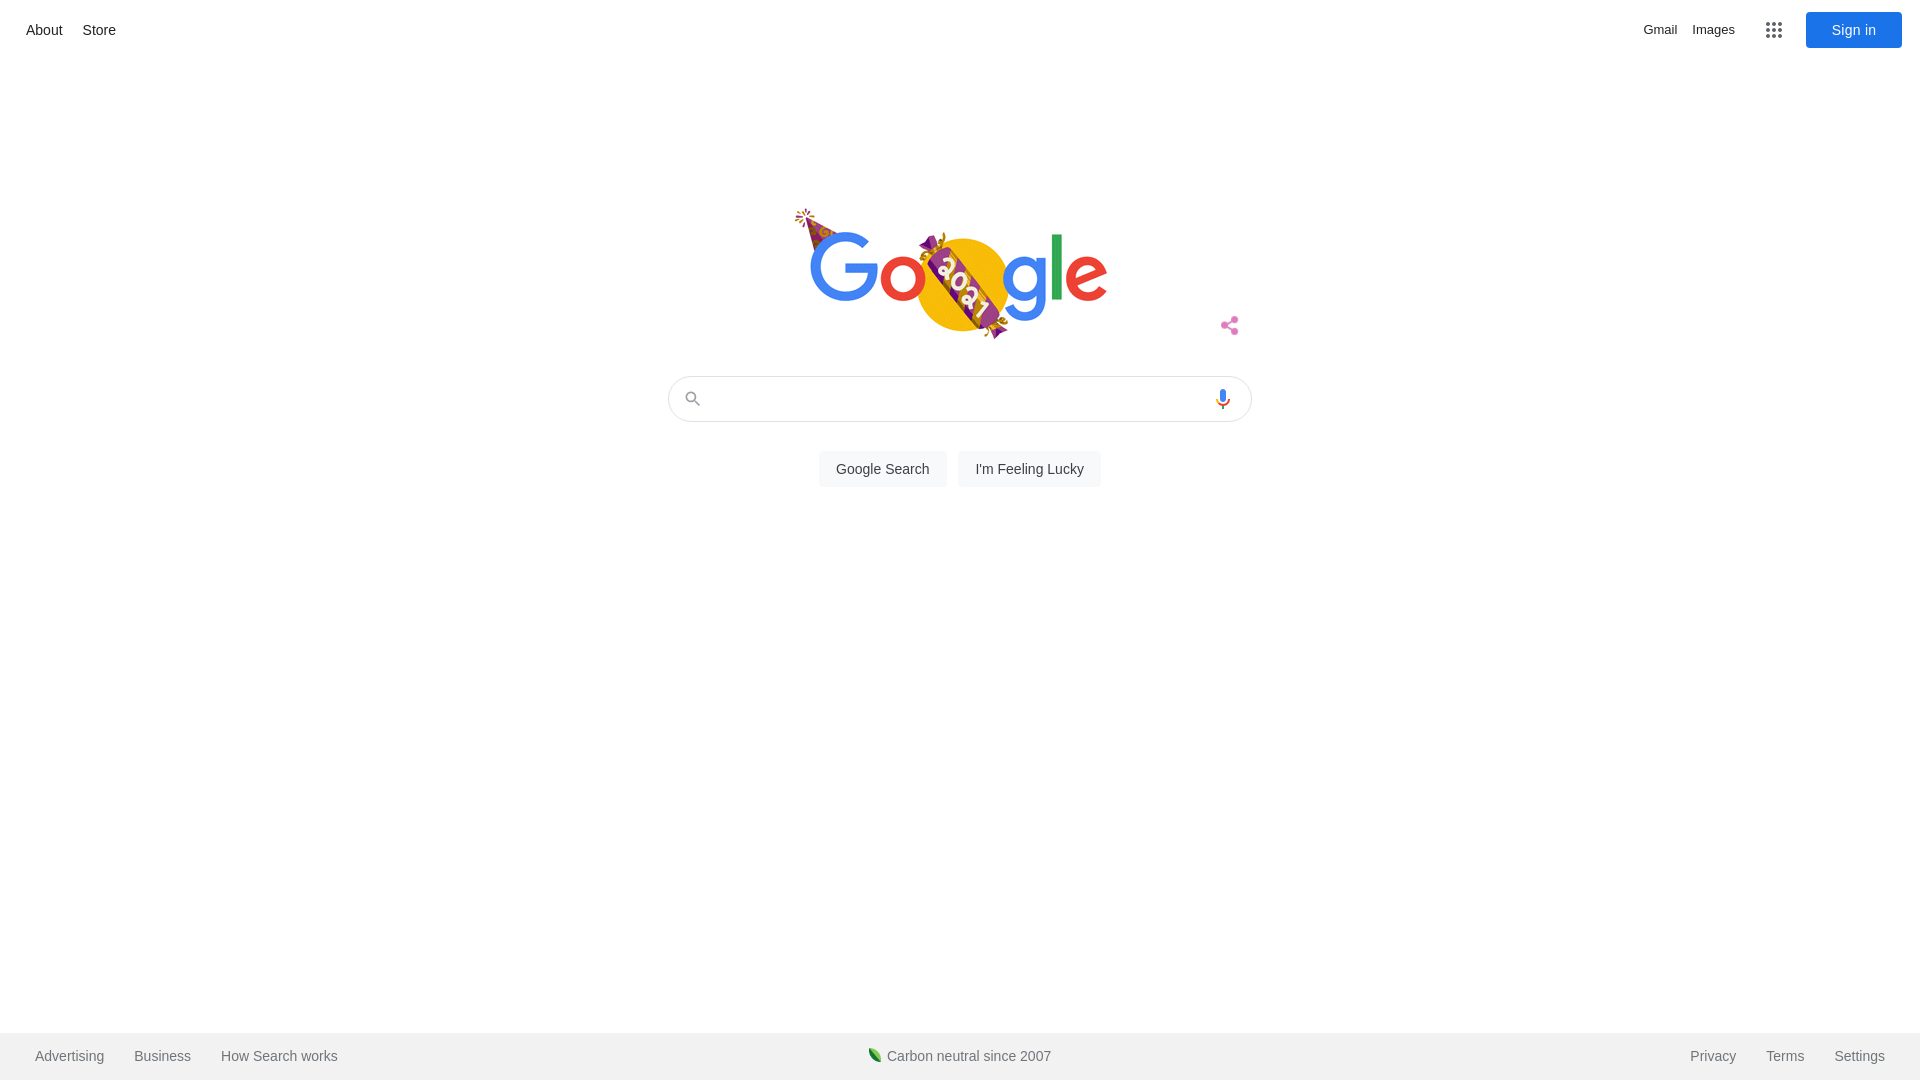 About Store
Gmail Images Sign in
Google
2021
Google Search I'm Feeling Lucky
Advertising Business How Search works
Carbon neutral since 2007
Privacy Terms Settings